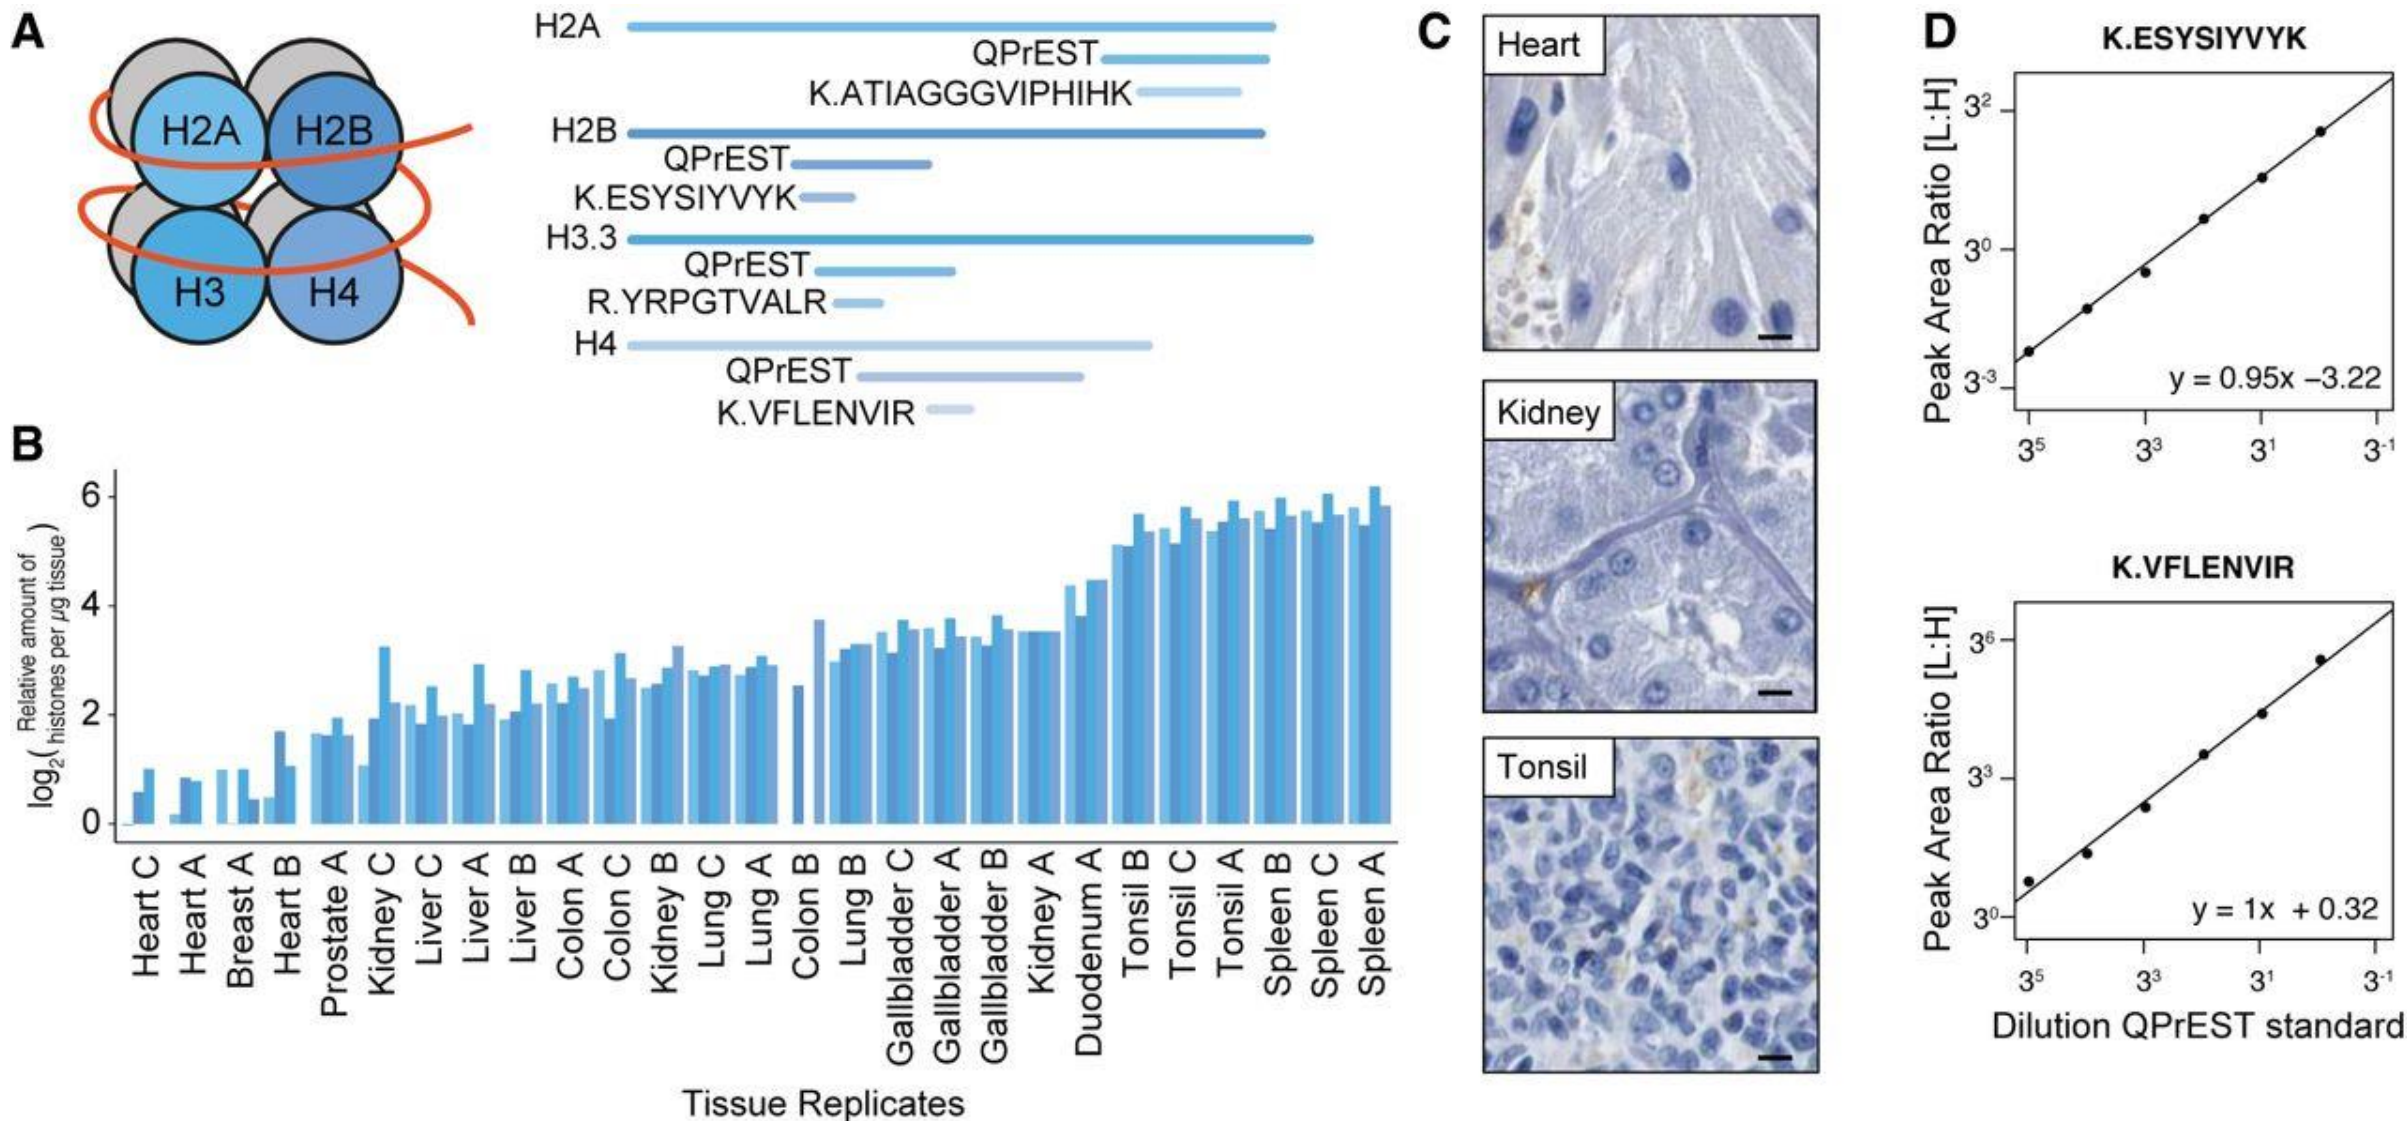 A
H2A
H2B
H3
H4
H2A
QPrEST
K.ATIAGGGVIPHIHK
H2B
QPrEST
K.ESYSIYVYK
H3.3
QPrEST
R.YRPGTVALR
H4
QPrEST
K.VFLENVIR
B
log2(Relative amount of
histones per µg tissue)
6
4
2
0
Heart C
Heart A
Breast A
Heart B
Prostate A
Kidney C
Liver C
Liver A
Liver B
Colon A
Colon C
Kidney B
Lung C
Lung A
Colon B
Lung B
Gallbladder C
Gallbladder A
Gallbladder B
Kidney A
Duodenum A
Tonsil B
Tonsil C
Tonsil A
Spleen B
Spleen C
Spleen A
Tissue Replicates
C
Heart
Kidney
Tonsil
D
K.ESYSIYVYK
Peak Area Ratio [L:H]
3²
3⁰
3⁻³
y = 0.95x −3.22
3⁵ 3³ 3¹ 3⁻¹
K.VFLENVIR
Peak Area Ratio [L:H]
3⁶
3³
3⁰
y = 1x + 0.32
3⁵ 3³ 3¹ 3⁻¹
Dilution QPrEST standard